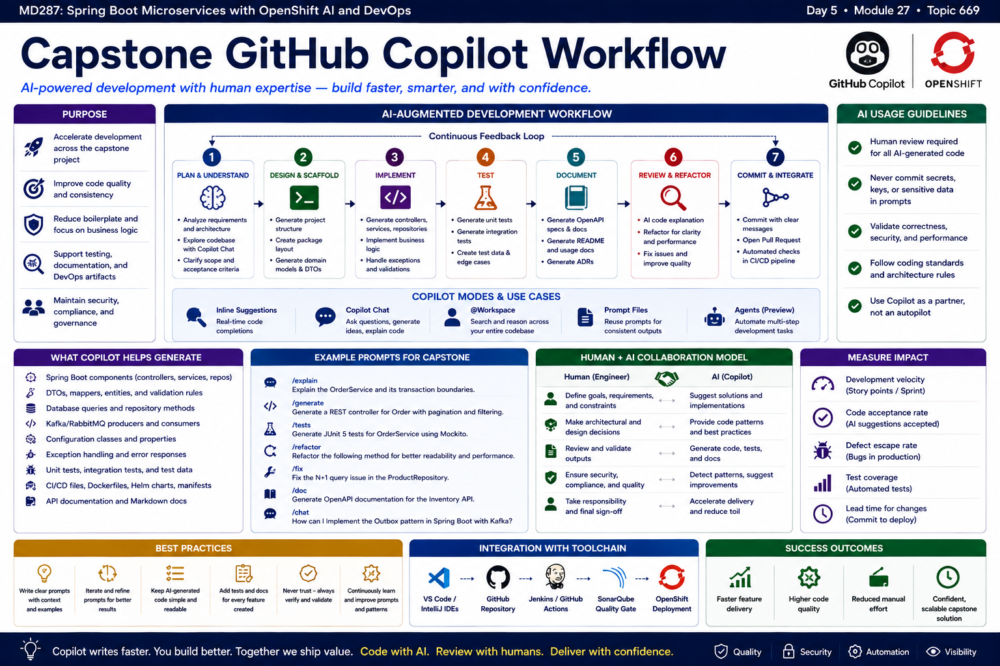 MD287: Spring Boot Microservices with OpenShift AI and DevOps
Day 5 • Module 27 • Topic 669
Capstone GitHub Copilot Workflow
AI-powered development with human expertise — build faster, smarter, and with confidence.
GitHub Copilot
OPENSHIFT
PURPOSE
Accelerate development
across the capstone
project
Improve code quality
and consistency
Reduce boilerplate and
focus on business logic
Support testing,
documentation, and
DevOps artifacts
Maintain security,
compliance, and
governance
AI-AUGMENTED DEVELOPMENT WORKFLOW
Continuous Feedback Loop
1
PLAN & UNDERSTAND
• Analyze requirements
and architecture
• Explore codebase
with Copilot Chat
• Clarify scope and
acceptance criteria
2
DESIGN & SCAFFOLD
>_
• Generate project
structure
• Create package
layout
• Generate domain
models & DTOs
3
IMPLEMENT
</>
• Generate controllers,
services, repositories
• Implement business
logic
• Handle exceptions
and validations
4
TEST
• Generate unit tests
• Generate integration
tests
• Create test data &
edge cases
5
DOCUMENT
• Generate OpenAPI
specs & docs
• Generate README
and usage docs
• Generate ADRs
6
REVIEW & REFACTOR
• AI code explanation
• Refactor for clarity
and performance
• Fix issues and
improve quality
7
COMMIT & INTEGRATE
• Commit with clear
messages
• Open Pull Request
• Automated checks
in CI/CD pipeline
COPILOT MODES & USE CASES
Inline Suggestions
Real-time code
completions
Copilot Chat
Ask questions, generate
ideas, explain code
@Workspace
Search and reason across
your entire codebase
Prompt Files
Reuse prompts for
consistent outputs
Agents (Preview)
Automate multi-step
development tasks
AI USAGE GUIDELINES
Human review required
for all AI-generated code
Never commit secrets,
keys, or sensitive data
in prompts
Validate correctness,
security, and performance
Follow coding standards
and architecture rules
Use Copilot as a partner,
not an autopilot
WHAT COPILOT HELPS GENERATE
Spring Boot components (controllers, services, repos)
DTOs, mappers, entities, and validation rules
Database queries and repository methods
</> Kafka/RabbitMQ producers and consumers
Configuration classes and properties
Exception handling and error responses
Unit tests, integration tests, and test data
CI/CD files, Dockerfiles, Helm charts, manifests
API documentation and Markdown docs
EXAMPLE PROMPTS FOR CAPSTONE
/explain
Explain the OrderService and its transaction boundaries.
</> /generate
Generate a REST controller for Order with pagination and filtering.
/tests
Generate JUnit 5 tests for OrderService using Mockito.
/refactor
Refactor the following method for better readability and performance.
/fix
Fix the N+1 query issue in the ProductRepository.
/doc
Generate OpenAPI documentation for the Inventory API.
/chat
How can I implement the Outbox pattern in Spring Boot with Kafka?
HUMAN + AI COLLABORATION MODEL
Human (Engineer)
AI (Copilot)
Define goals, requirements,
and constraints
Suggest solutions and
implementations
Make architectural and
design decisions
Provide code patterns
and best practices
Review and validate
outputs
Generate code, tests,
and docs
Ensure security,
compliance, and quality
Detect patterns, suggest
improvements
Take responsibility
and final sign-off
Accelerate delivery
and reduce toil
MEASURE IMPACT
Development velocity
(Story points / Sprint)
Code acceptance rate
(AI suggestions accepted)
Defect escape rate
(Bugs in production)
Test coverage
(Automated tests)
Lead time for changes
(Commit to deploy)
BEST PRACTICES
Write clear prompts
with context
and examples
Iterate and refine
prompts for better
results
Keep AI-generated
code simple and
readable
Add tests and docs
for every feature
created
Never trust – always
verify and validate
Continuously learn
and improve prompts
and patterns
INTEGRATION WITH TOOLCHAIN
VS Code /
IntelliJ IDEs
GitHub
Repository
Jenkins / GitHub
Actions
SonarQube
Quality Gate
OpenShift
Deployment
SUCCESS OUTCOMES
Faster feature
delivery
Higher code
quality
Reduced manual
effort
Confident,
scalable capstone
solution
Copilot writes faster. You build better. Together we ship value. Code with AI. Review with humans. Deliver with confidence.
Quality
Security
Automation
Visibility